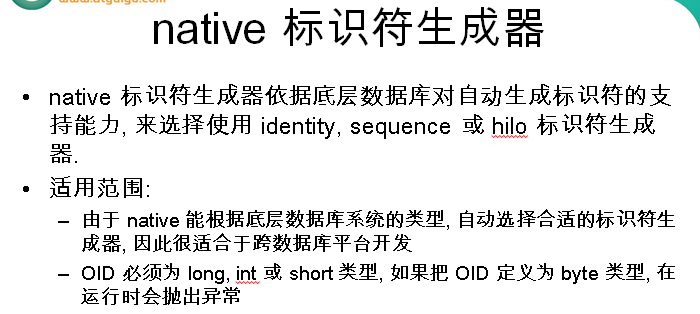 www.atguigu.com
native 标识符生成器
• native 标识符生成器依据底层数据库对自动生成标识符的支
持能力, 来选择使用 identity, sequence 或 hilo 标识符生成
器.
• 适用范围:
– 由于 native 能根据底层数据库系统的类型, 自动选择合适的标识符生
成器, 因此很适合于跨数据库平台开发
– OID 必须为 long, int 或 short 类型, 如果把 OID 定义为 byte 类型, 在
运行时会抛出异常